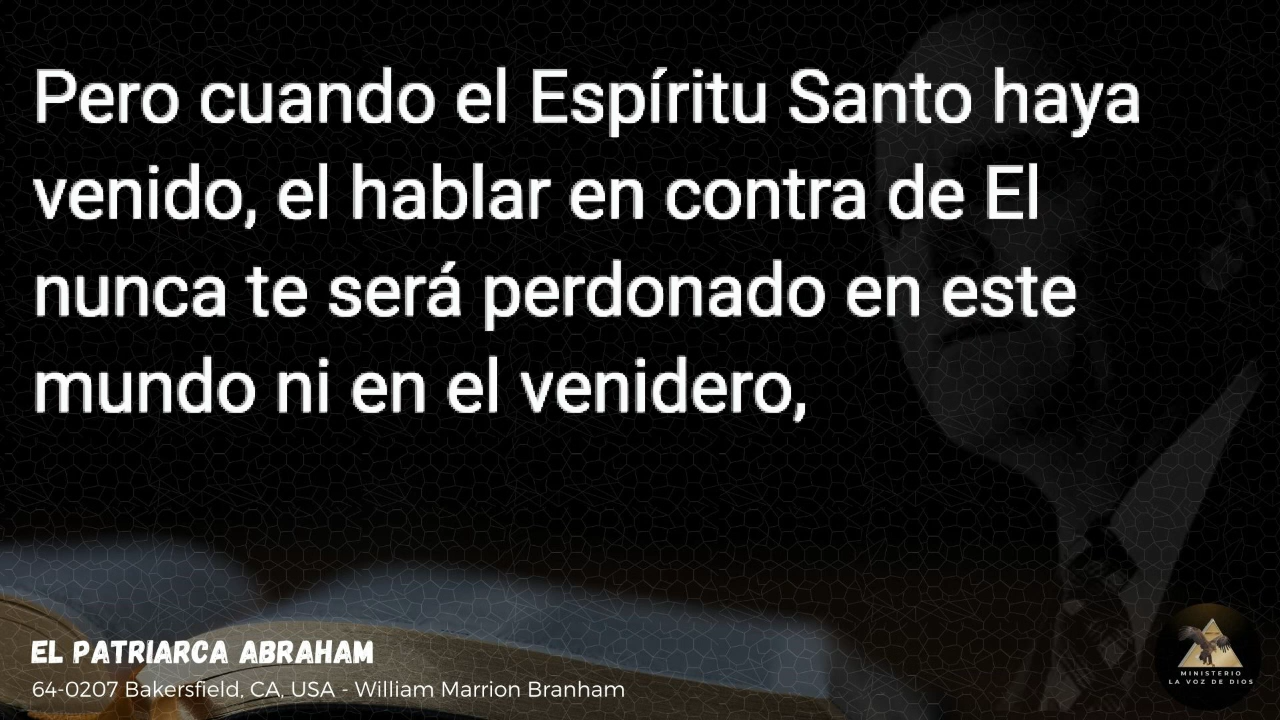 Pero cuando el Espíritu Santo haya
venido, el hablar en contra de El
nunca te será perdonado en este
mundo ni en el venidero,
EL PATRIARCA ABRAHAM
64-0207 Bakersfield, CA, USA - William Marrion Branham
MINISTERIO
LA VOZ DE DIOS